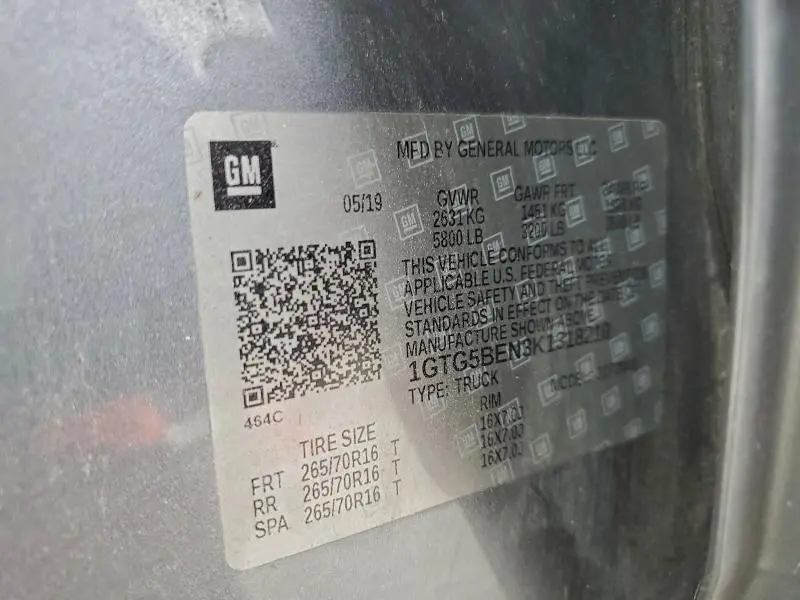 GM
MFD BY GENERAL MOTORS LLC
05/19
GVWR GAWR FRT
2631 KG 1451 KG
5800 LB 3200 LB
THIS VEHICLE CONFORMS TO ALL
APPLICABLE U.S. FEDERAL MOTOR
VEHICLE SAFETY AND THEFT PREVENTION
STANDARDS IN EFFECT ON THE DATE OF
MANUFACTURE SHOWN ABOVE.
1GTG5BEN3K1318210
TYPE: TRUCK MODEL:
464C
TIRE SIZE RIM
FRT 265/70R16 T 16X7.0J
RR 265/70R16 T 16X7.0J
SPA 265/70R16 T 16X7.0J